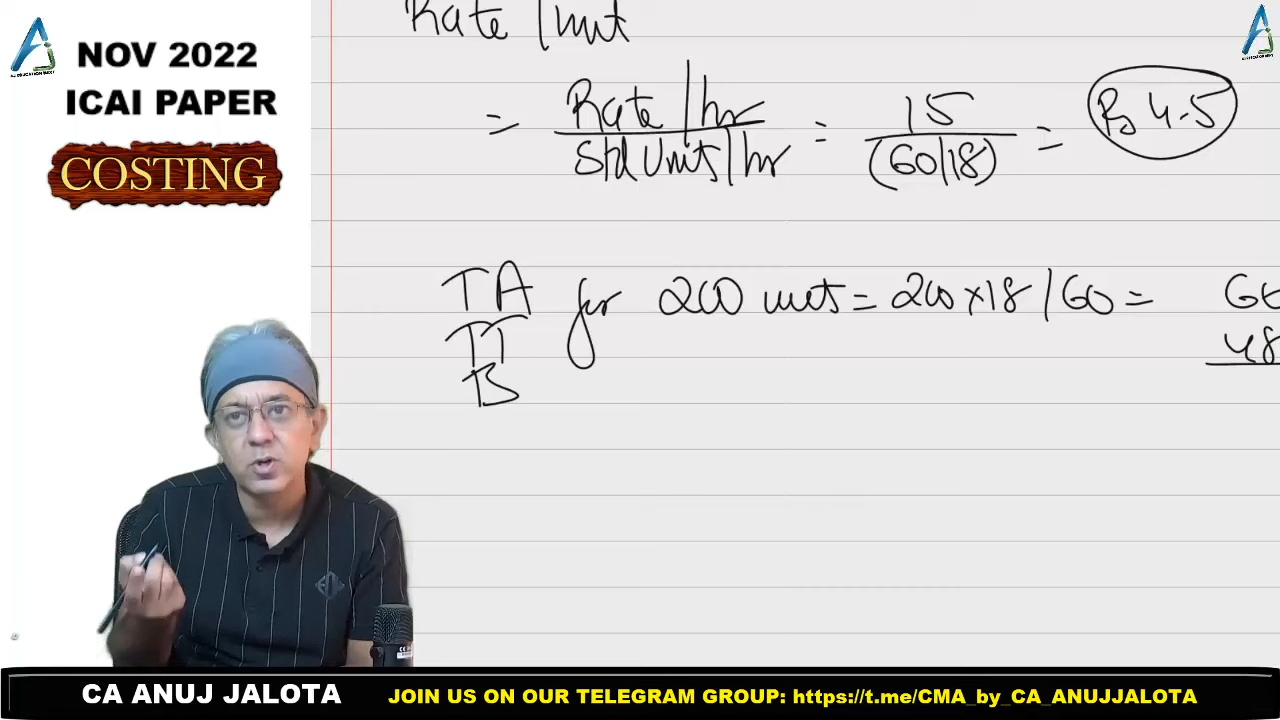 NOV 2022
ICAI PAPER
COSTING
Rate / unit
= Rate / hr / Std Units / hr = 15 / (60/18) = Rs 4.5
TA for 200 units = 200 × 18 / 60 = 60
TT 48
B
CA ANUJ JALOTA
JOIN US ON OUR TELEGRAM GROUP: https://t.me/CMA_by_CA_ANUJJALOTA